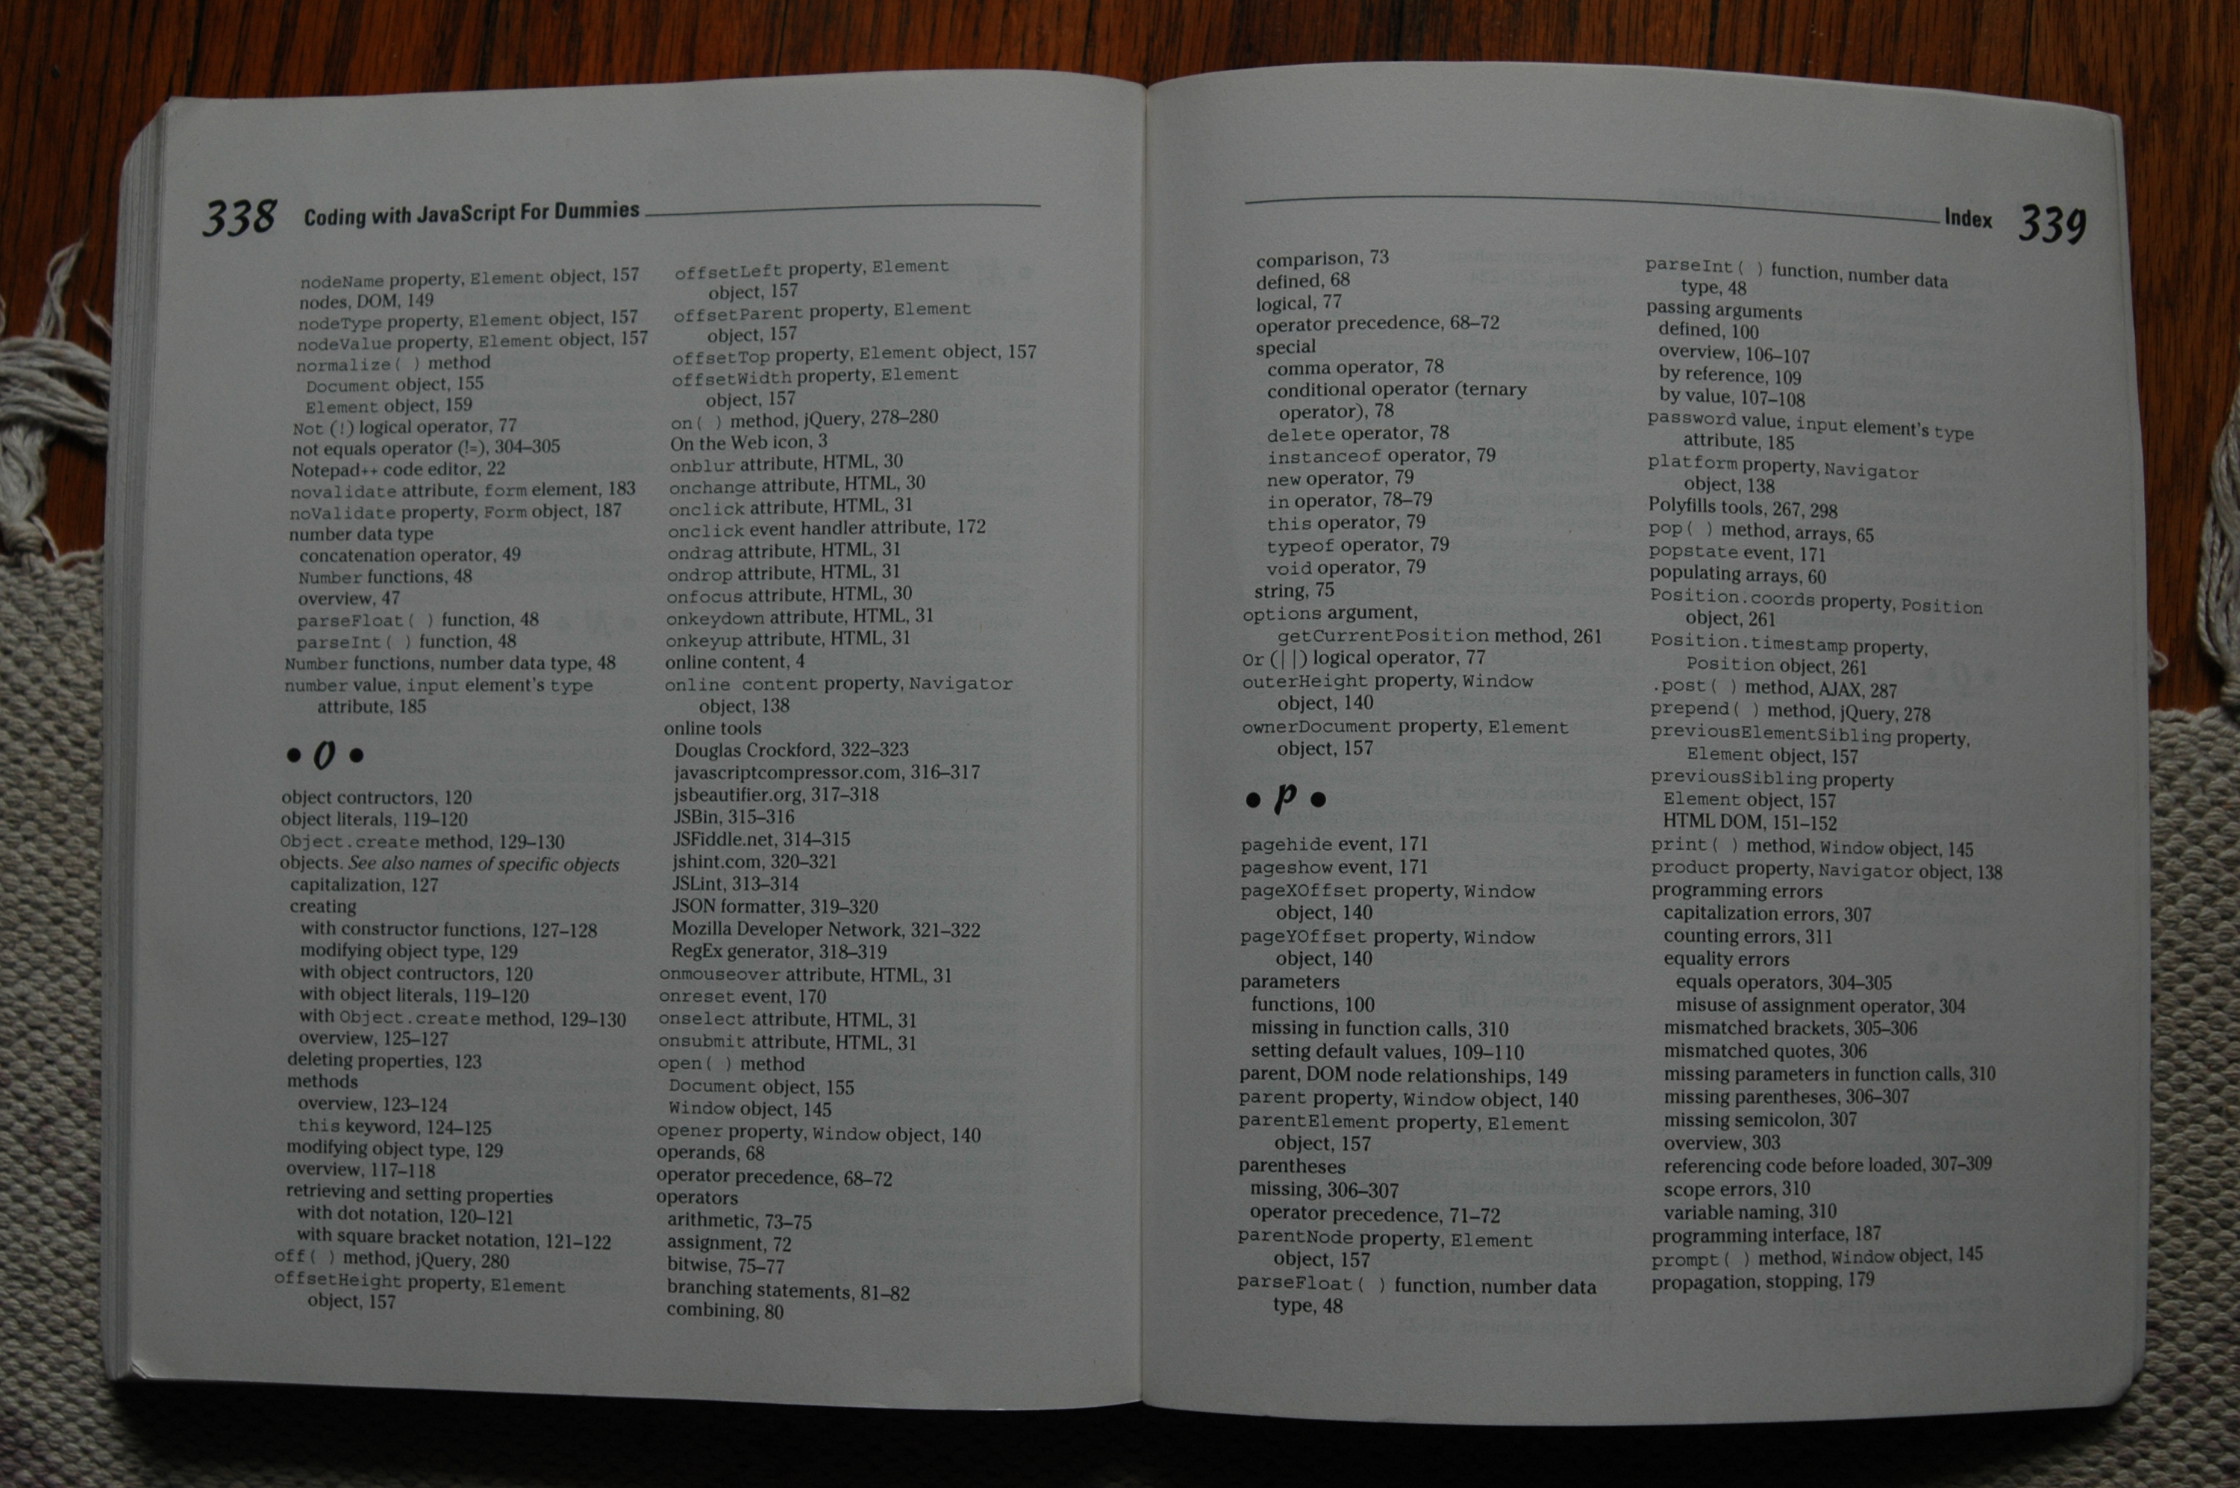 338 Coding with JavaScript For Dummies
nodeName property, Element object, 157
nodes, DOM, 149
nodeType property, Element object, 157
nodeValue property, Element object, 157
normalize( ) method
Document object, 155
Element object, 159
Not (!) logical operator, 77
not equals operator (!=), 304–305
Notepad++ code editor, 22
novalidate attribute, form element, 183
noValidate property, Form object, 187
number data type
concatenation operator, 49
Number functions, 48
overview, 47
parseFloat( ) function, 48
parseInt( ) function, 48
Number functions, number data type, 48
number value, input element's type
attribute, 185
• O •
object contructors, 120
object literals, 119–120
Object.create method, 129–130
objects. See also names of specific objects
capitalization, 127
creating
with constructor functions, 127–128
modifying object type, 129
with object contructors, 120
with object literals, 119–120
with Object.create method, 129–130
overview, 125–127
deleting properties, 123
methods
overview, 123–124
this keyword, 124–125
modifying object type, 129
overview, 117–118
retrieving and setting properties
with dot notation, 120–121
with square bracket notation, 121–122
off( ) method, jQuery, 280
offsetHeight property, Element
object, 157
offsetLeft property, Element
object, 157
offsetParent property, Element
object, 157
offsetTop property, Element object, 157
offsetWidth property, Element
object, 157
on( ) method, jQuery, 278–280
On the Web icon, 3
onblur attribute, HTML, 30
onchange attribute, HTML, 30
onclick attribute, HTML, 31
onclick event handler attribute, 172
ondrag attribute, HTML, 31
ondrop attribute, HTML, 31
onfocus attribute, HTML, 30
onkeydown attribute, HTML, 31
onkeyup attribute, HTML, 31
online content, 4
online content property, Navigator
object, 138
online tools
Douglas Crockford, 322–323
javascriptcompressor.com, 316–317
jsbeautifier.org, 317–318
JSBin, 315–316
JSFiddle.net, 314–315
jshint.com, 320–321
JSLint, 313–314
JSON formatter, 319–320
Mozilla Developer Network, 321–322
RegEx generator, 318–319
onmouseover attribute, HTML, 31
onreset event, 170
onselect attribute, HTML, 31
onsubmit attribute, HTML, 31
open( ) method
Document object, 155
Window object, 145
opener property, Window object, 140
operands, 68
operator precedence, 68–72
operators
arithmetic, 73–75
assignment, 72
bitwise, 75–77
branching statements, 81–82
combining, 80
Index 339
comparison, 73
defined, 68
logical, 77
operator precedence, 68–72
special
comma operator, 78
conditional operator (ternary
operator), 78
delete operator, 78
instanceof operator, 79
new operator, 79
in operator, 78–79
this operator, 79
typeof operator, 79
void operator, 79
string, 75
options argument,
getCurrentPosition method, 261
Or (||) logical operator, 77
outerHeight property, Window
object, 140
ownerDocument property, Element
object, 157
• P •
pagehide event, 171
pageshow event, 171
pageXOffset property, Window
object, 140
pageYOffset property, Window
object, 140
parameters
functions, 100
missing in function calls, 310
setting default values, 109–110
parent, DOM node relationships, 149
parent property, Window object, 140
parentElement property, Element
object, 157
parentheses
missing, 306–307
operator precedence, 71–72
parentNode property, Element
object, 157
parseFloat( ) function, number data
type, 48
parseInt( ) function, number data
type, 48
passing arguments
defined, 100
overview, 106–107
by reference, 109
by value, 107–108
password value, input element's type
attribute, 185
platform property, Navigator
object, 138
Polyfills tools, 267, 298
pop( ) method, arrays, 65
popstate event, 171
populating arrays, 60
Position.coords property, Position
object, 261
Position.timestamp property,
Position object, 261
.post( ) method, AJAX, 287
prepend( ) method, jQuery, 278
previousElementSibling property,
Element object, 157
previousSibling property
Element object, 157
HTML DOM, 151–152
print( ) method, Window object, 145
product property, Navigator object, 138
programming errors
capitalization errors, 307
counting errors, 311
equality errors
equals operators, 304–305
misuse of assignment operator, 304
mismatched brackets, 305–306
mismatched quotes, 306
missing parameters in function calls, 310
missing parentheses, 306–307
missing semicolon, 307
overview, 303
referencing code before loaded, 307–309
scope errors, 310
variable naming, 310
programming interface, 187
prompt( ) method, Window object, 145
propagation, stopping, 179